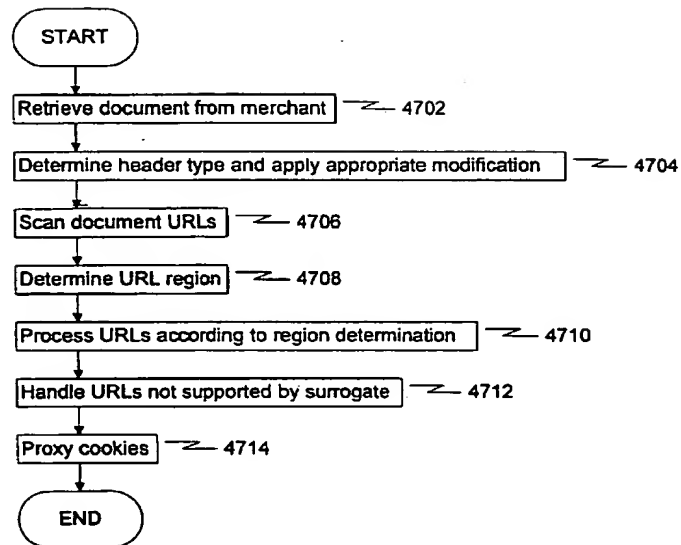 START
Retrieve document from merchant 4702
Determine header type and apply appropriate modification 4704
Scan document URLs 4706
Determine URL region 4708
Process URLs according to region determination 4710
Handle URLs not supported by surrogate 4712
Proxy cookies 4714
END